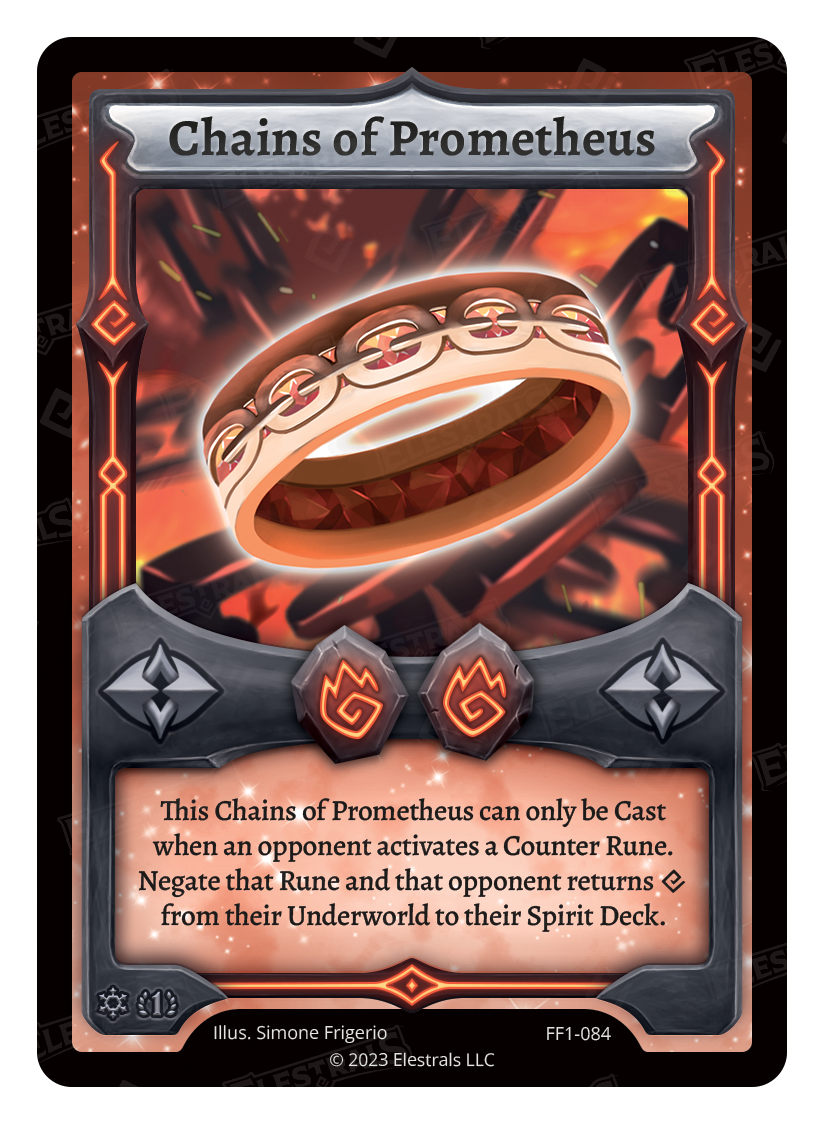 Chains of Prometheus
This Chains of Prometheus can only be Cast
when an opponent activates a Counter Rune.
Negate that Rune and that opponent returns
from their Underworld to their Spirit Deck.
1
Illus. Simone Frigerio
FF1-084
© 2023 Elestrals LLC
ELESTRALS